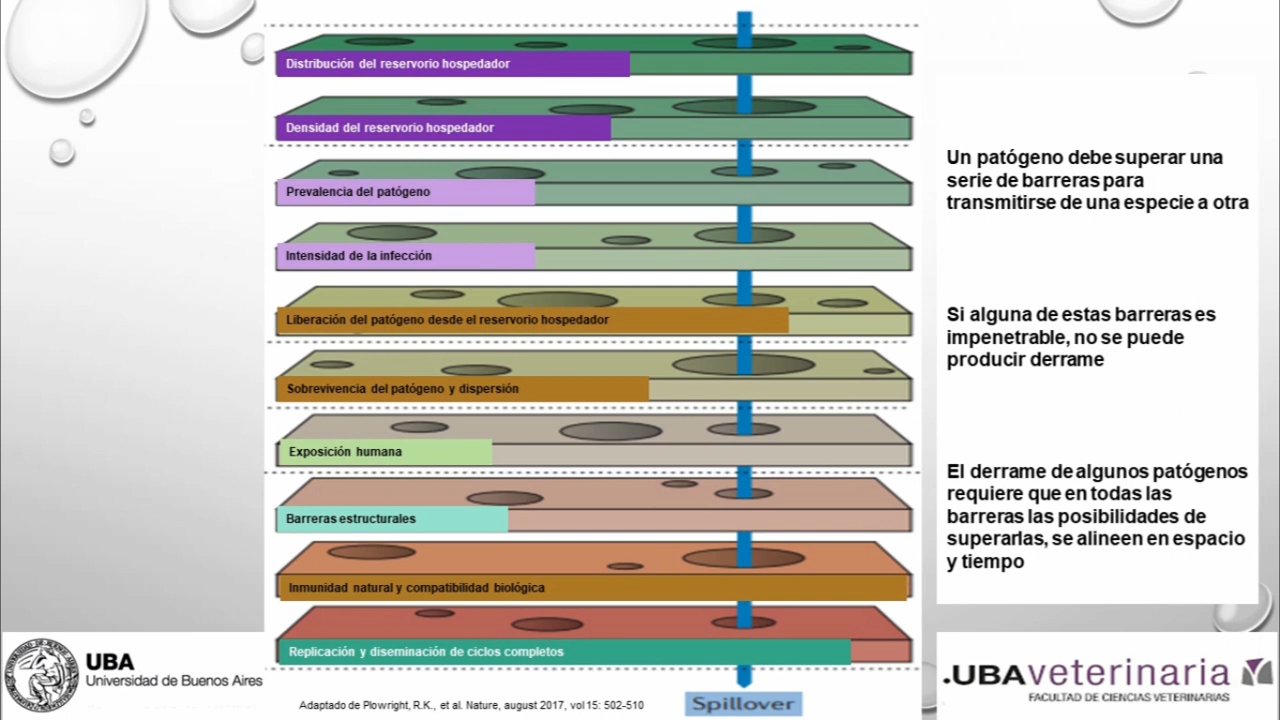 Distribución del reservorio hospedador
Densidad del reservorio hospedador
Prevalencia del patógeno
Intensidad de la infección
Liberación del patógeno desde el reservorio hospedador
Sobrevivencia del patógeno y dispersión
Exposición humana
Barreras estructurales
Inmunidad natural y compatibilidad biológica
Replicación y diseminación de ciclos completos
Spillover
Adaptado de Plowright, R.K., et al. Nature, august 2017, vol 15: 502-510
Un patógeno debe superar una
serie de barreras para
transmitirse de una especie a otra
Si alguna de estas barreras es
impenetrable, no se puede
producir derrame
El derrame de algunos patógenos
requiere que en todas las
barreras las posibilidades de
superarlas, se alineen en espacio
y tiempo
UBA
Universidad de Buenos Aires
.UBAveterinaria
FACULTAD DE CIENCIAS VETERINARIAS